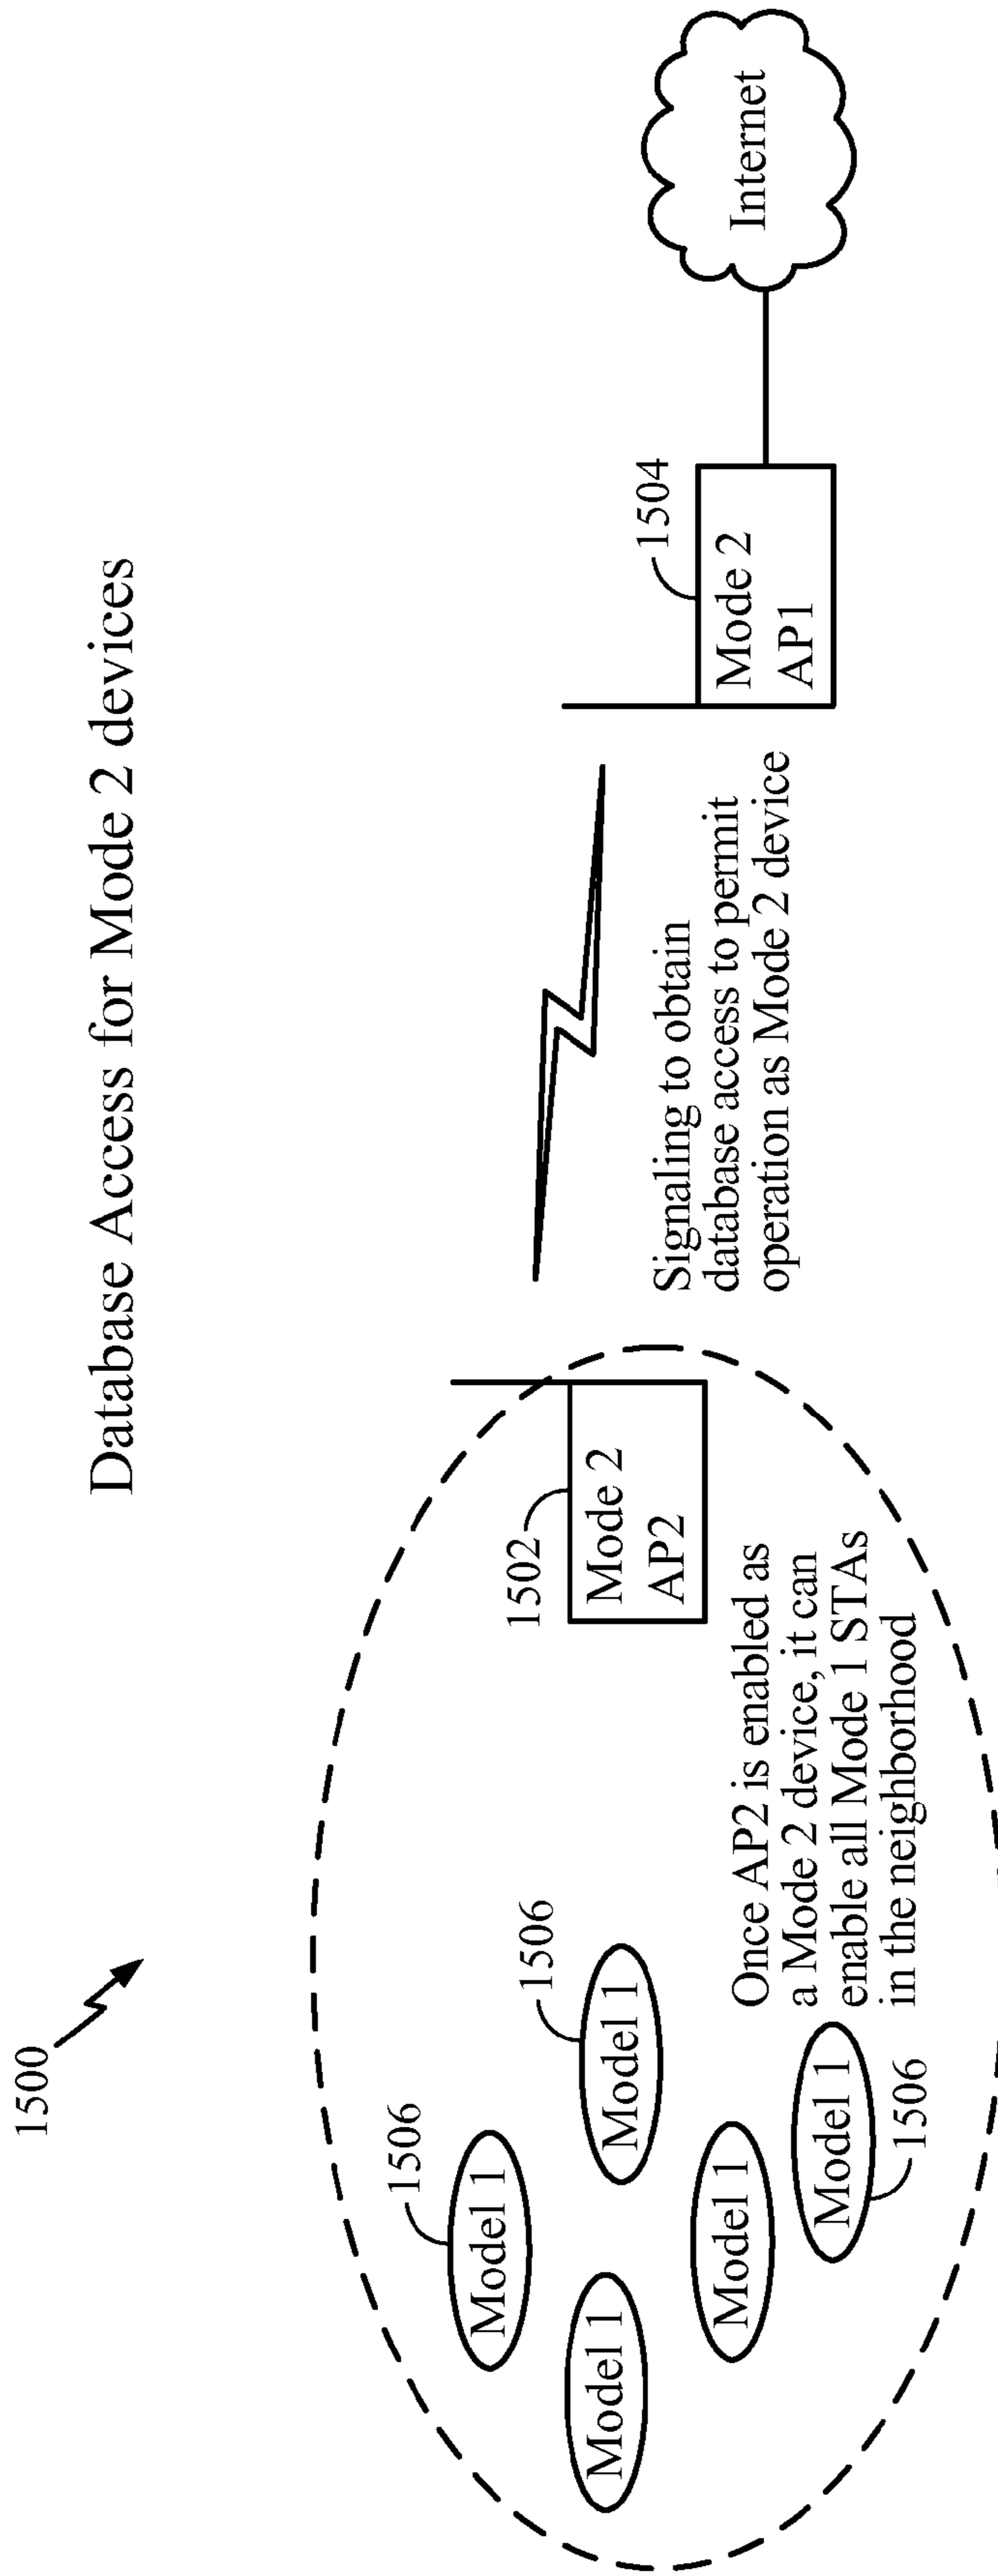 Database Access for Mode 2 devices
1500
1506
Model 1
1506
Model 1
Model 1
Model 1
Model 1
1506
1502
Mode 2
AP2
Once AP2 is enabled as
a Mode 2 device, it can
enable all Mode 1 STAs
in the neighborhood
Signaling to obtain
database access to permit
operation as Mode 2 device
1504
Mode 2
AP1
Internet